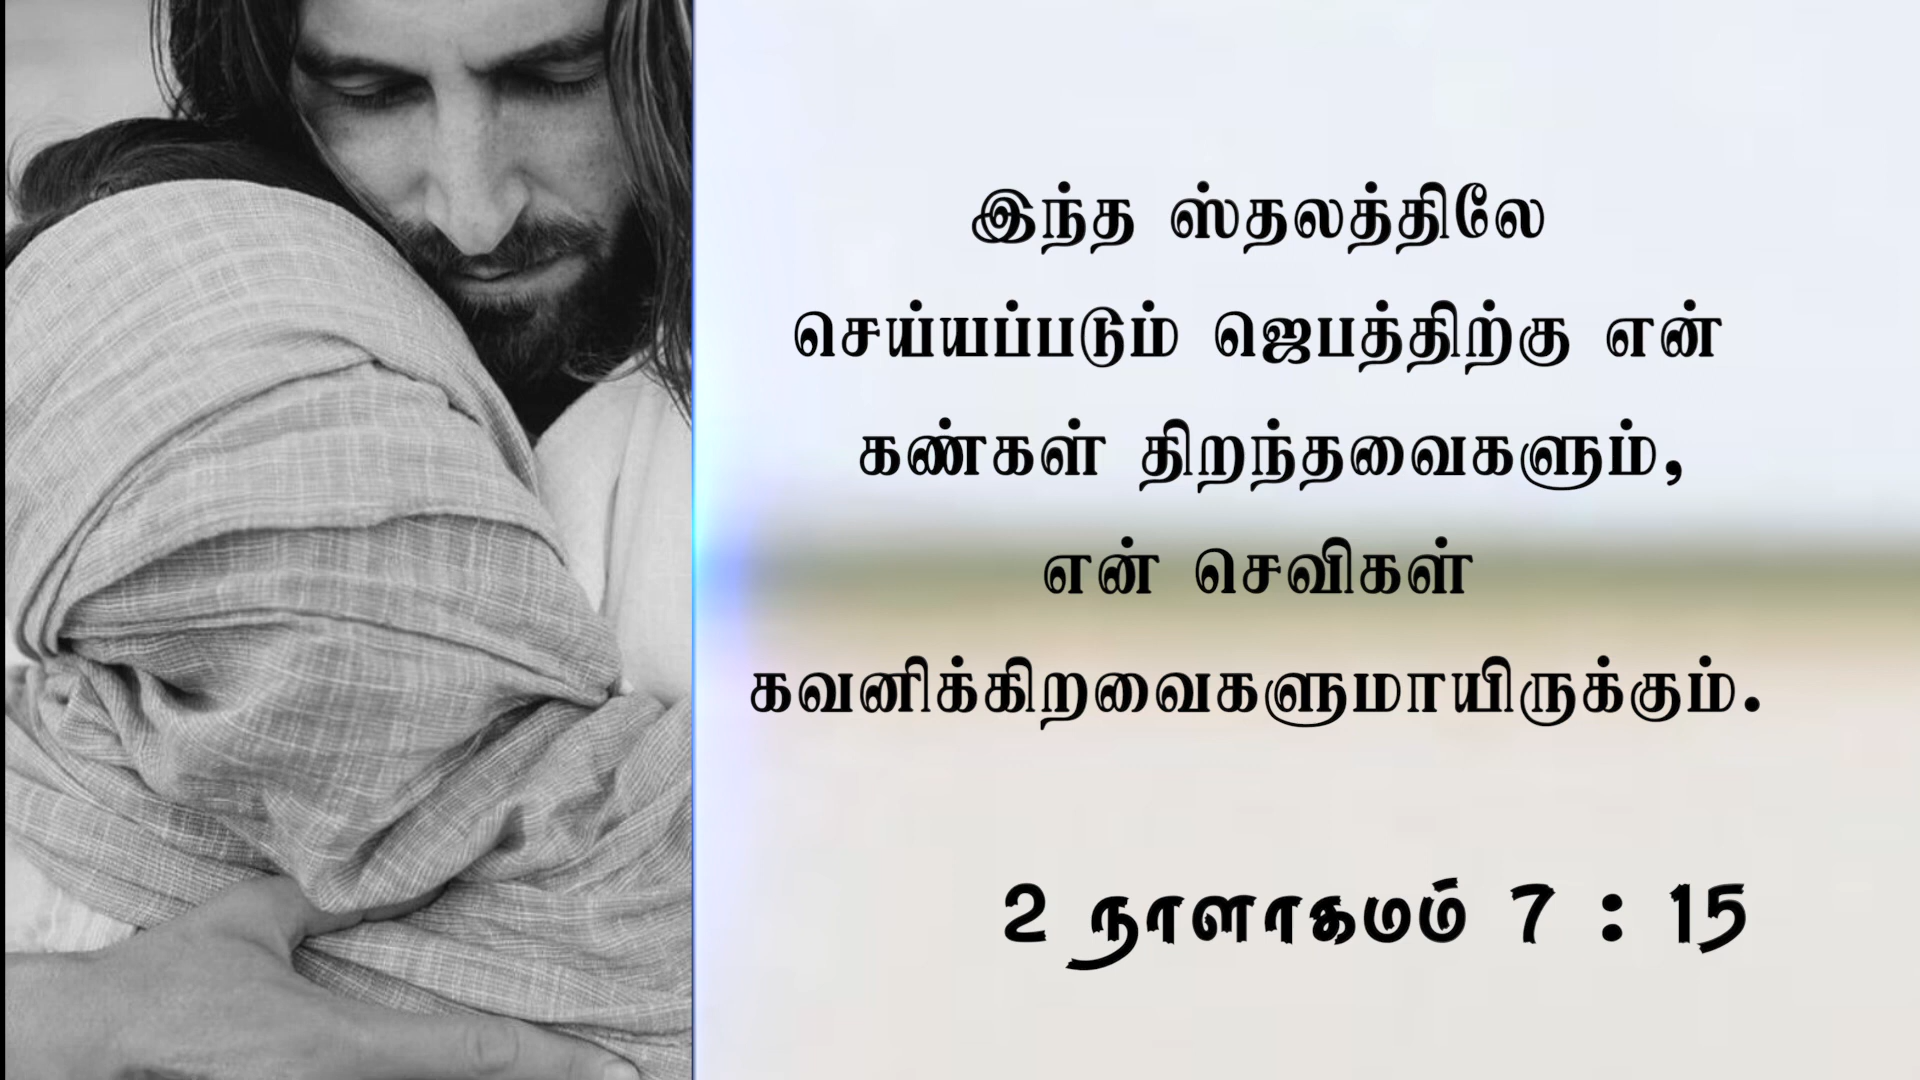 இந்த ஸ்தலத்திலே
செய்யப்படும் ஜெபத்திற்கு என்
கண்கள் திறந்தவைகளும்,
என் செவிகள்
கவனிக்கிறவைகளுமாயிருக்கும்.
2 நாளாகமம் 7 : 15